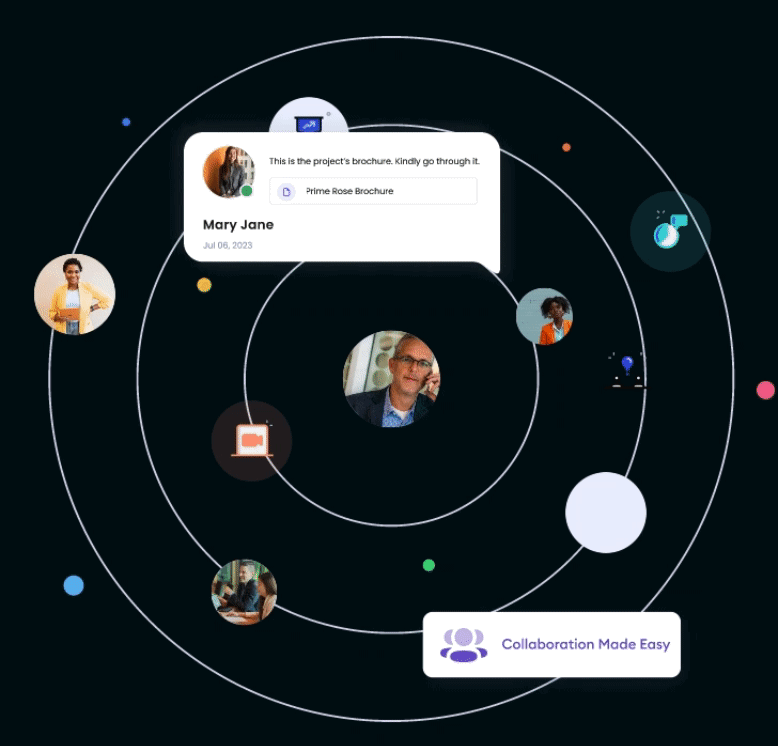 This is the project's brochure. Kindly go through it.
Prime Rose Brochure
Mary Jane
Jul 06, 2023
Collaboration Made Easy